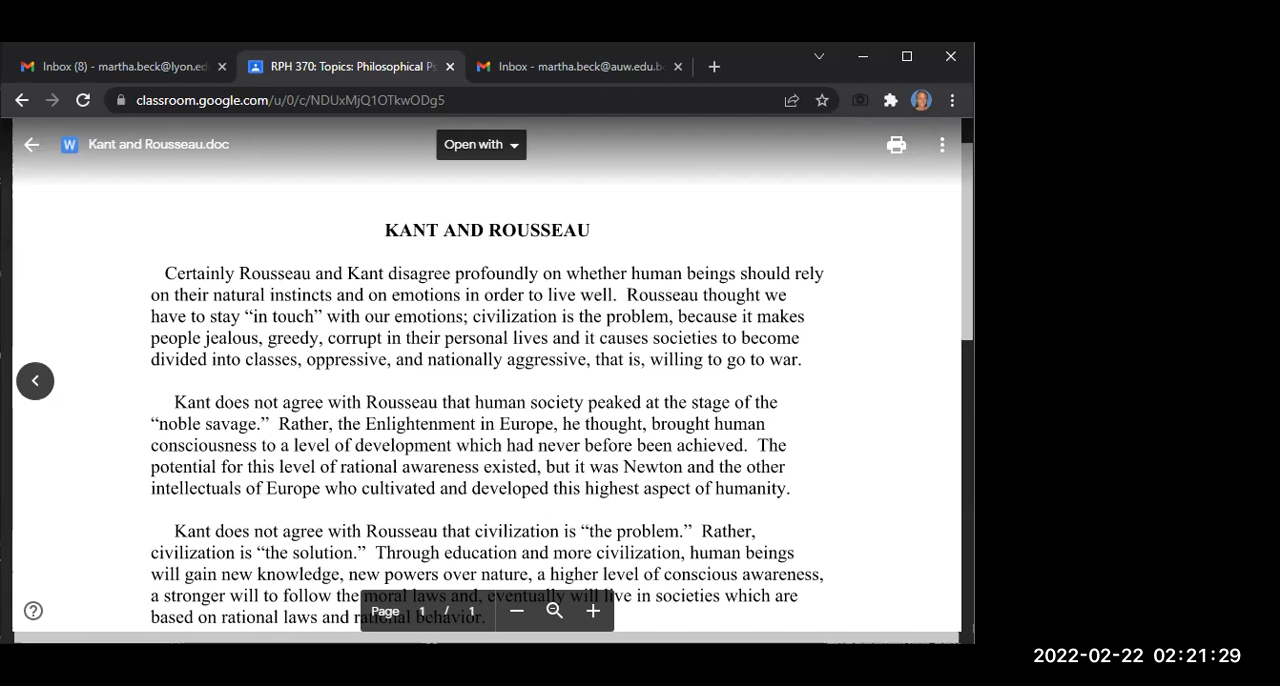 Inbox (8) - martha.beck@lyon.ed
RPH 370: Topics: Philosophical P
Inbox - martha.beck@auw.edu.b
classroom.google.com/u/0/c/NDUxMjQ1OTkwODg5
W
Kant and Rousseau.doc
Open with
KANT AND ROUSSEAU
Certainly Rousseau and Kant disagree profoundly on whether human beings should rely
on their natural instincts and on emotions in order to live well. Rousseau thought we
have to stay “in touch” with our emotions; civilization is the problem, because it makes
people jealous, greedy, corrupt in their personal lives and it causes societies to become
divided into classes, oppressive, and nationally aggressive, that is, willing to go to war.
Kant does not agree with Rousseau that human society peaked at the stage of the
“noble savage.” Rather, the Enlightenment in Europe, he thought, brought human
consciousness to a level of development which had never before been achieved. The
potential for this level of rational awareness existed, but it was Newton and the other
intellectuals of Europe who cultivated and developed this highest aspect of humanity.
Kant does not agree with Rousseau that civilization is “the problem.” Rather,
civilization is “the solution.” Through education and more civilization, human beings
will gain new knowledge, new powers over nature, a higher level of conscious awareness,
a stronger will to follow the moral laws and, eventually will live in societies which are
based on rational laws and rational behavior.
Page 1 / 1
2022-02-22 02:21:29